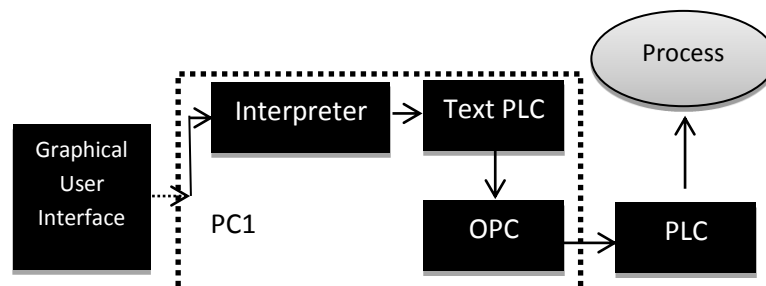 Process
Interpreter
Text PLC
Graphical
User
Interface
PC1
OPC
PLC